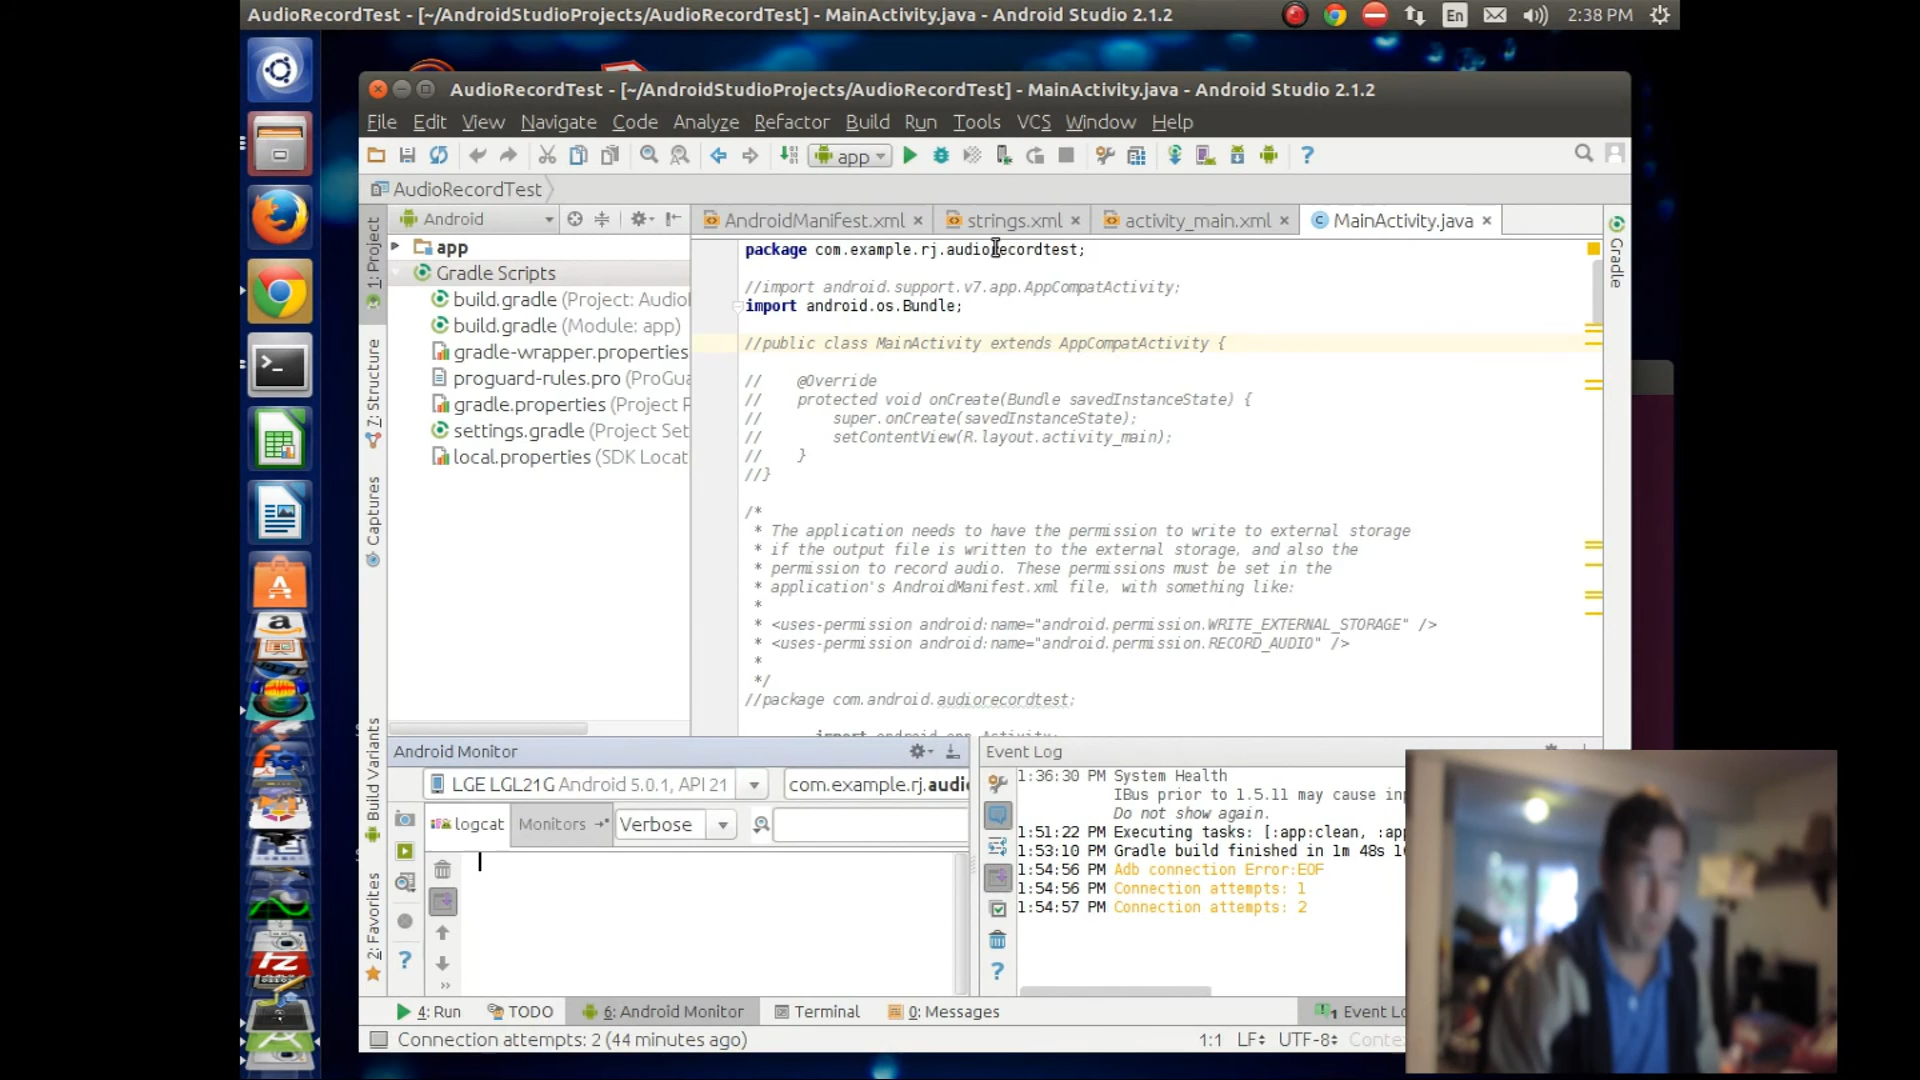 AudioRecordTest - [~/AndroidStudioProjects/AudioRecordTest] - MainActivity.java - Android Studio 2.1.2
En
2:38 PM
AudioRecordTest - [~/AndroidStudioProjects/AudioRecordTest] - MainActivity.java - Android Studio 2.1.2
File Edit View Navigate Code Analyze Refactor Build Run Tools VCS Window Help
app
AudioRecordTest
Android
AndroidManifest.xml
strings.xml
activity_main.xml
MainActivity.java
1: Project
7: Structure
Captures
Build Variants
2: Favorites
Gradle
app
Gradle Scripts
build.gradle (Project: Audiol
build.gradle (Module: app)
gradle-wrapper.properties
proguard-rules.pro (ProGua
gradle.properties (Project P
settings.gradle (Project Set
local.properties (SDK Locat
package com.example.rj.audiorecordtest;
//import android.support.v7.app.AppCompatActivity;
import android.os.Bundle;
//public class MainActivity extends AppCompatActivity {
// @Override
// protected void onCreate(Bundle savedInstanceState) {
// super.onCreate(savedInstanceState);
// setContentView(R.layout.activity_main);
// }
//}
/*
* The application needs to have the permission to write to external storage
* if the output file is written to the external storage, and also the
* permission to record audio. These permissions must be set in the
* application's AndroidManifest.xml file, with something like:
*
* <uses-permission android:name="android.permission.WRITE_EXTERNAL_STORAGE" />
* <uses-permission android:name="android.permission.RECORD_AUDIO" />
*
*/
//package com.android.audiorecordtest;
import android.app.Activity;
Android Monitor
LGE LGL21G Android 5.0.1, API 21
com.example.rj.audio
logcat
Monitors
Verbose
Event Log
1:36:30 PM System Health
IBus prior to 1.5.11 may cause inp
Do not show again.
1:51:22 PM Executing tasks: [:app:clean, :app
1:53:10 PM Gradle build finished in 1m 48s 16
1:54:56 PM Adb connection Error:EOF
1:54:56 PM Connection attempts: 1
1:54:57 PM Connection attempts: 2
4: Run
TODO
6: Android Monitor
Terminal
0: Messages
1 Event Lo
Connection attempts: 2 (44 minutes ago)
1:1
LF
UTF-8
Conte